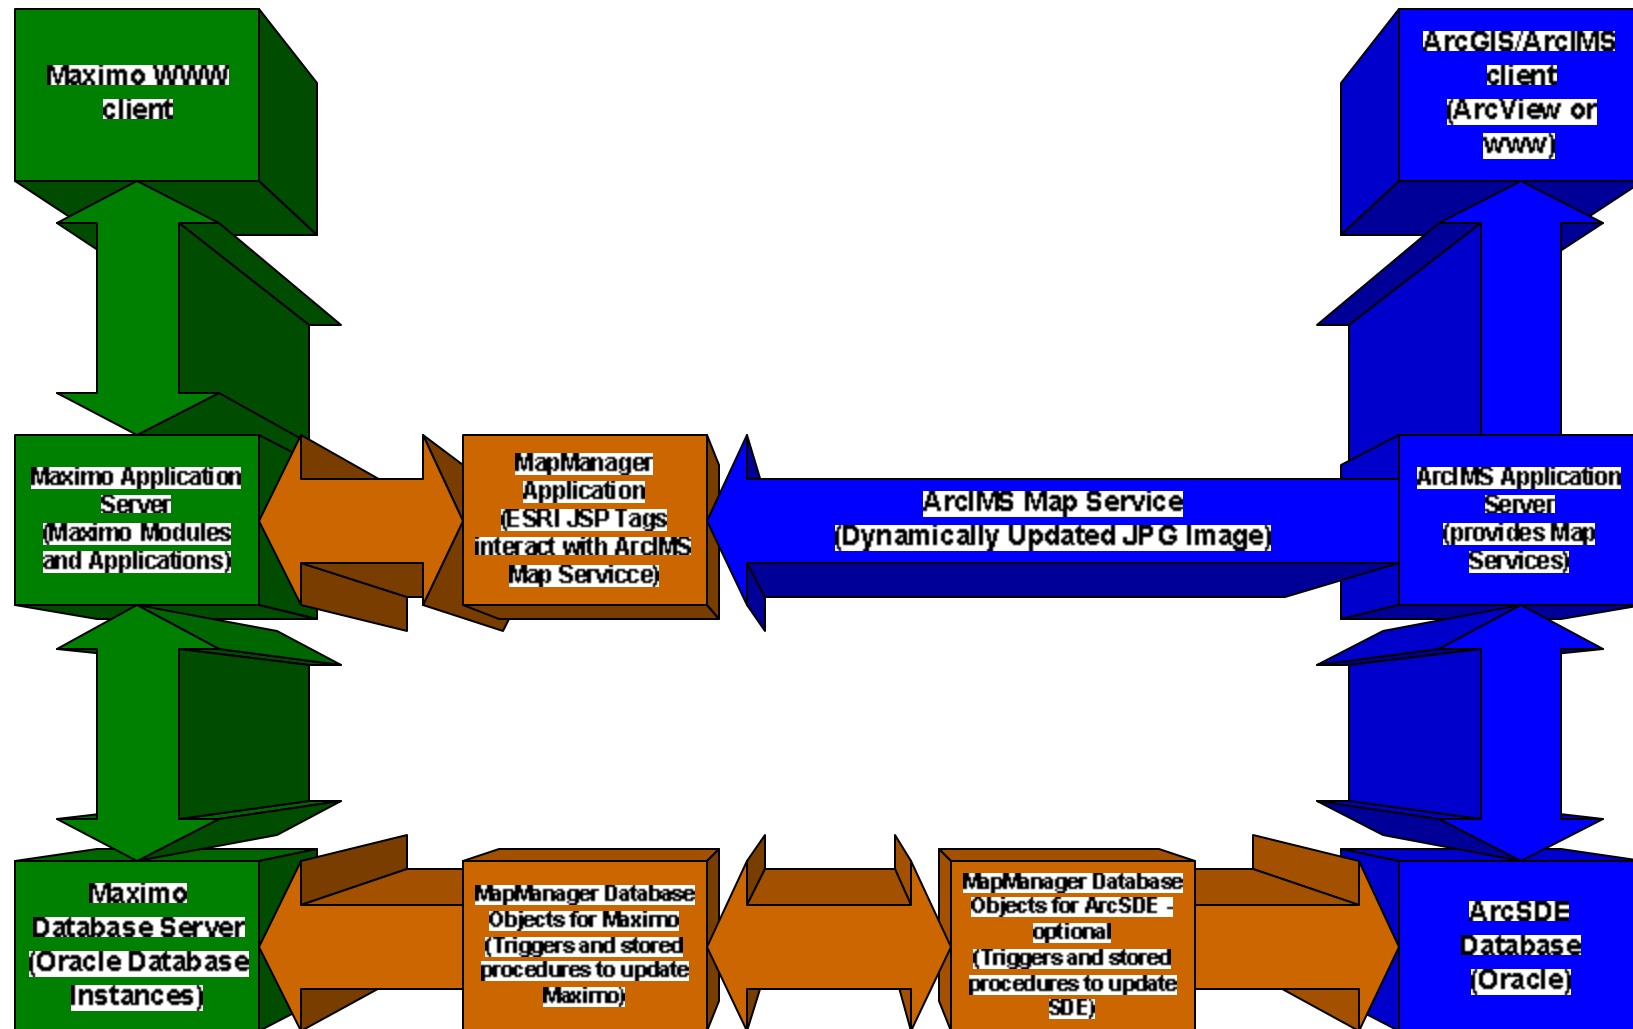 Maximo WWW
client
ArcGIS/ArcIMS
client
(ArcView or
www)
Maximo Application
Server
(Maximo Modules
and Applications)
MapManager
Application
(ESRI JSP Tags
interact with ArcIMS
Map Servicce)
ArcIMS Map Service
(Dynamically Updated JPG Image)
ArcIMS Application
Server
(provides Map
Services)
Maximo
Database Server
(Oracle Database
Instances)
MapManager Database
Objects for Maximo
(Triggers and stored
procedures to update
Maximo)
MapManager Database
Objects for ArcSDE -
optional
(Triggers and stored
procedures to update
SDE)
ArcSDE
Database
(Oracle)